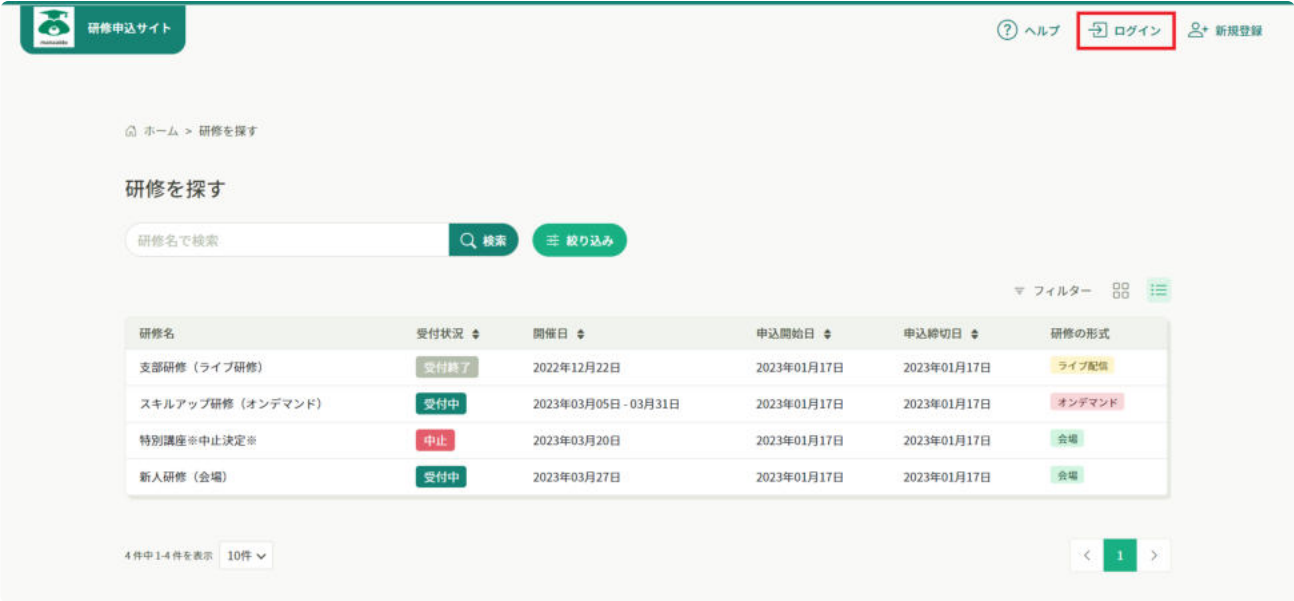 研修申込サイト
ヘルプ ログイン 新規登録
ホーム > 研修を探す
研修を探す
研修名で検索 検索 絞り込み
フィルター
研修名 受付状況 開催日 申込開始日 申込締切日 研修の形式
支部研修（ライブ研修） 受付終了 2022年12月22日 2023年01月17日 2023年01月17日 ライブ配信
スキルアップ研修（オンデマンド） 受付中 2023年03月05日 - 03月31日 2023年01月17日 2023年01月17日 オンデマンド
特別講座※中止決定※ 中止 2023年03月20日 2023年01月17日 2023年01月17日 会場
新人研修（会場） 受付中 2023年03月27日 2023年01月17日 2023年01月17日 会場
4 件中 1-4 件を表示 10件 < 1 >